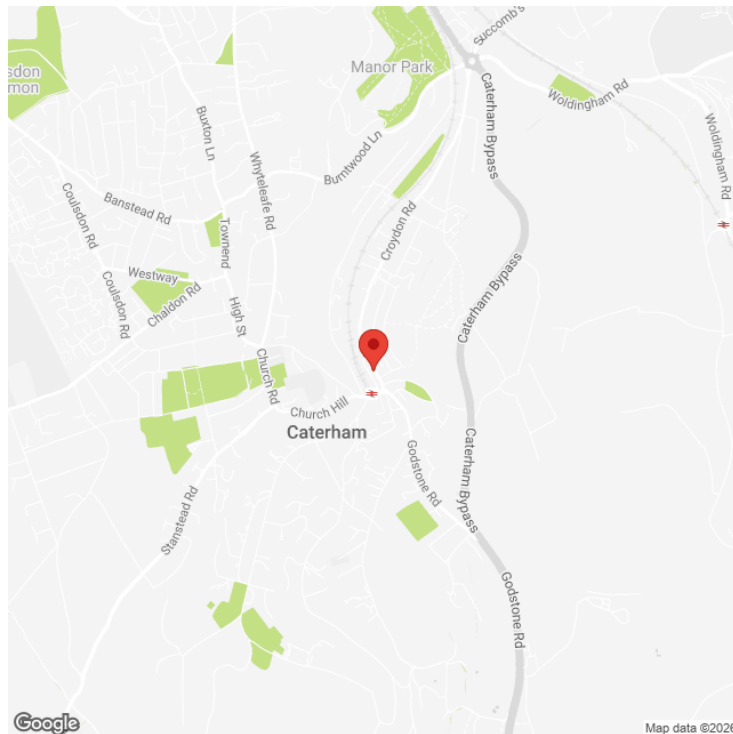 Succomb's
Manor Park
sdon
mon
Woldingham Rd
Caterham Bypass
Buxton Ln
Whyteleafe Rd
Burntwood Ln
Woldingham Rd
Coulsdon Rd
Banstead Rd
Croydon Rd
Townend
Westway
Coulsdon Rd
Chaldon Rd
High St
Caterham Bypass
Church Rd
Church Hill
Caterham
Godstone Rd
Caterham Bypass
Stanstead Rd
Godstone Rd
Google
Map data ©2026